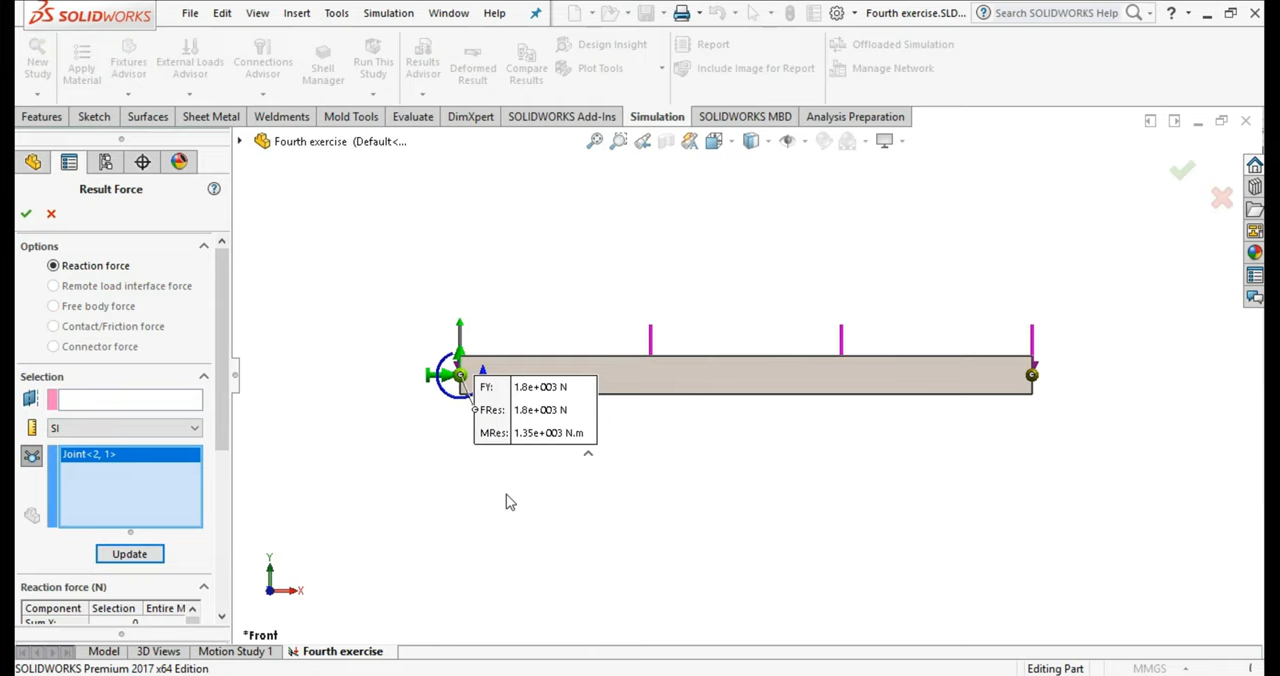 SOLIDWORKS File Edit View Insert Tools Simulation Window Help Fourth exercise.SLD... Search SOLIDWORKS Help ?
New Study
Apply Material
Fixtures Advisor
External Loads Advisor
Connections Advisor
Shell Manager
Run This Study
Results Advisor
Deformed Result
Compare Results
Design Insight
Plot Tools
Report
Include Image for Report
Offloaded Simulation
Manage Network
Features Sketch Surfaces Sheet Metal Weldments Mold Tools Evaluate DimXpert SOLIDWORKS Add-Ins Simulation SOLIDWORKS MBD Analysis Preparation
Fourth exercise (Default<...
Result Force ?
Options
Reaction force
Remote load interface force
Free body force
Contact/Friction force
Connector force
Selection
SI
Joint<2, 1>
Update
Reaction force (N)
Component Selection Entire M
Sum X: 0
FY: 1.8e+003 N
FRes: 1.8e+003 N
MRes: 1.35e+003 N.m
Y
X
*Front
Model 3D Views Motion Study 1 Fourth exercise
SOLIDWORKS Premium 2017 x64 Edition Editing Part MMGS